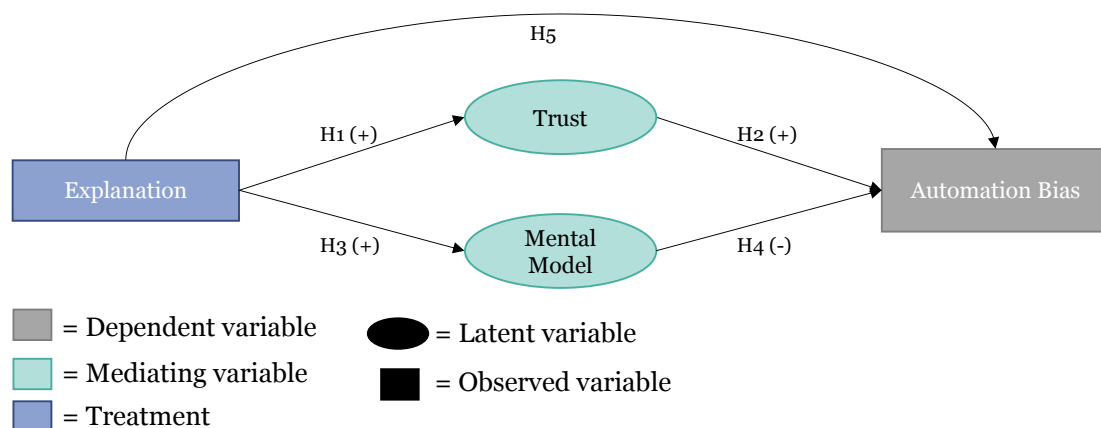 H5
H1 (+)
Trust
H2 (+)
Explanation
Automation Bias
H3 (+)
Mental
Model
H4 (-)
= Dependent variable
= Latent variable
= Mediating variable
= Observed variable
= Treatment